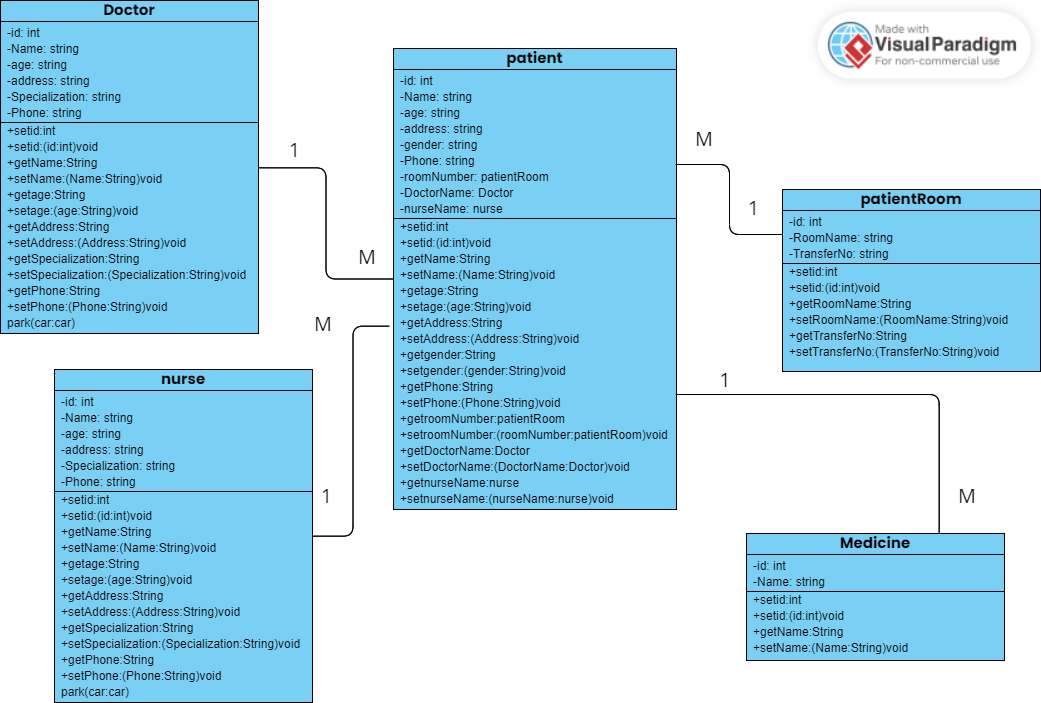 Doctor
-id: int
-Name: string
-age: string
-address: string
-Specialization: string
-Phone: string
+setid:int
+setid:(id:int)void
+getName:String
+setName:(Name:String)void
+getage:String
+setage:(age:String)void
+getAddress:String
+setAddress:(Address:String)void
+getSpecialization:String
+setSpecialization:(Specialization:String)void
+getPhone:String
+setPhone:(Phone:String)void
park(car:car)
1
M
patient
-id: int
-Name: string
-age: string
-address: string
-gender: string
-Phone: string
-roomNumber: patientRoom
-DoctorName: Doctor
-nurseName: nurse
+setid:int
+setid:(id:int)void
+getName:String
+setName:(Name:String)void
+getage:String
+setage:(age:String)void
+getAddress:String
+setAddress:(Address:String)void
+getgender:String
+setgender:(gender:String)void
+getPhone:String
+setPhone:(Phone:String)void
+getroomNumber:patientRoom
+setroomNumber:(roomNumber:patientRoom)void
+getDoctorName:Doctor
+setDoctorName:(DoctorName:Doctor)void
+getnurseName:nurse
+setnurseName:(nurseName:nurse)void
Made with
Visual Paradigm
For non-commercial use
M
1
patientRoom
-id: int
-RoomName: string
-TransferNo: string
+setid:int
+setid:(id:int)void
+getRoomName:String
+setRoomName:(RoomName:String)void
+getTransferNo:String
+setTransferNo:(TransferNo:String)void
M
1
nurse
-id: int
-Name: string
-age: string
-address: string
-Specialization: string
-Phone: string
+setid:int
+setid:(id:int)void
+getName:String
+setName:(Name:String)void
+getage:String
+setage:(age:String)void
+getAddress:String
+setAddress:(Address:String)void
+getSpecialization:String
+setSpecialization:(Specialization:String)void
+getPhone:String
+setPhone:(Phone:String)void
park(car:car)
1
M
Medicine
-id: int
-Name: string
+setid:int
+setid:(id:int)void
+getName:String
+setName:(Name:String)void